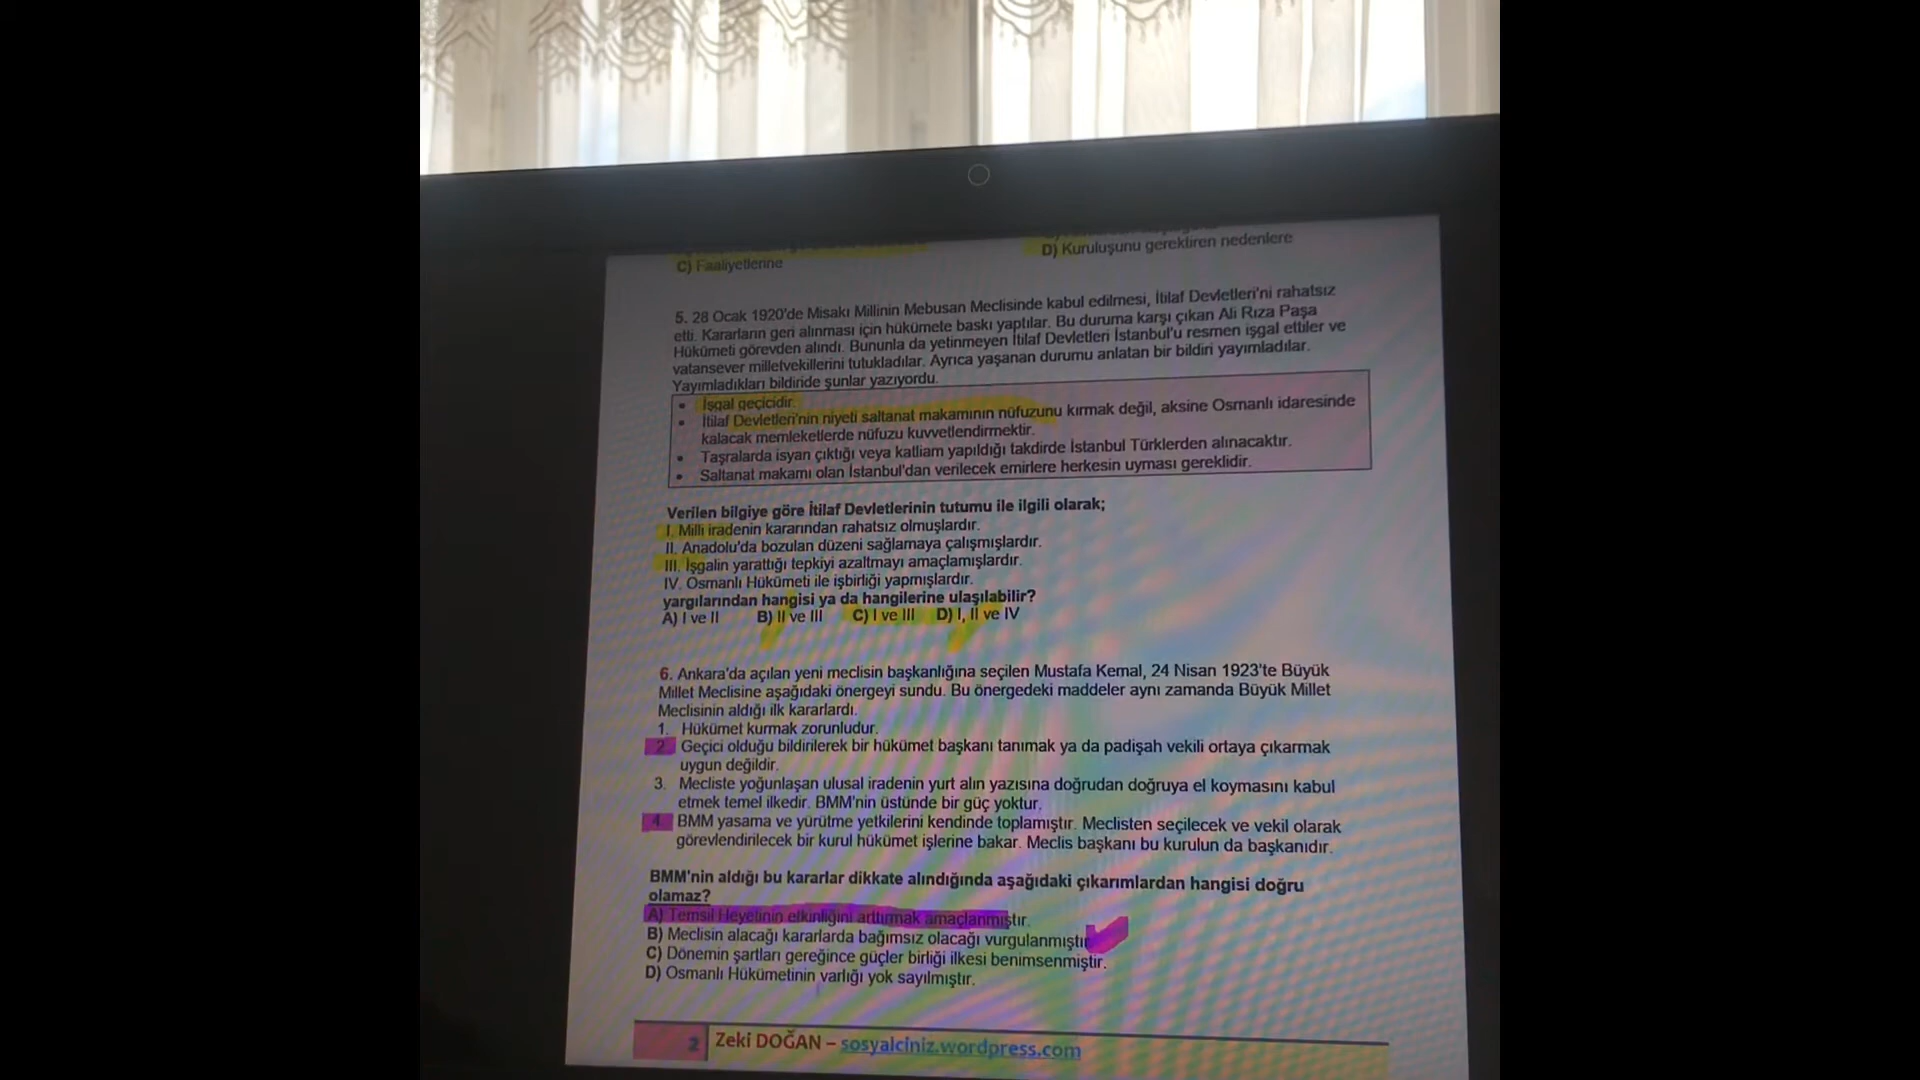 C) Faaliyetlerine
D) Kuruluşunu gerektiren nedenlere
5. 28 Ocak 1920'de Misakı Millinin Mebusan Meclisinde kabul edilmesi, İtilaf Devletleri'ni rahatsız
etti. Kararların geri alınması için hükümete baskı yaptılar. Bu duruma karşı çıkan Ali Rıza Paşa
Hükümeti görevden alındı. Bununla da yetinmeyen İtilaf Devletleri İstanbul'u resmen işgal ettiler ve
vatansever milletvekillerini tutukladılar. Ayrıca yaşanan durumu anlatan bir bildiri yayımladılar.
Yayımladıkları bildiride şunlar yazıyordu.
• İşgal geçicidir.
• İtilaf Devletleri'nin niyeti saltanat makamının nüfuzunu kırmak değil, aksine Osmanlı idaresinde
kalacak memleketlerde nüfuzu kuvvetlendirmektir.
• Taşralarda isyan çıktığı veya katliam yapıldığı takdirde İstanbul Türklerden alınacaktır.
• Saltanat makamı olan İstanbul'dan verilecek emirlere herkesin uyması gereklidir.
Verilen bilgiye göre İtilaf Devletlerinin tutumu ile ilgili olarak;
I. Milli iradenin kararından rahatsız olmuşlardır.
II. Anadolu'da bozulan düzeni sağlamaya çalışmışlardır.
III. İşgalin yarattığı tepkiyi azaltmayı amaçlamışlardır.
IV. Osmanlı Hükümeti ile işbirliği yapmışlardır.
yargılarından hangisi ya da hangilerine ulaşılabilir?
A) I ve II B) II ve III C) I ve III D) I, II ve IV
6. Ankara'da açılan yeni meclisin başkanlığına seçilen Mustafa Kemal, 24 Nisan 1923'te Büyük
Millet Meclisine aşağıdaki önergeyi sundu. Bu önergedeki maddeler aynı zamanda Büyük Millet
Meclisinin aldığı ilk kararlardı.
1. Hükümet kurmak zorunludur.
2. Geçici olduğu bildirilerek bir hükümet başkanı tanımak ya da padişah vekili ortaya çıkarmak
uygun değildir.
3. Mecliste yoğunlaşan ulusal iradenin yurt alın yazısına doğrudan doğruya el koymasını kabul
etmek temel ilkedir. BMM'nin üstünde bir güç yoktur.
4. BMM yasama ve yürütme yetkilerini kendinde toplamıştır. Meclisten seçilecek ve vekil olarak
görevlendirilecek bir kurul hükümet işlerine bakar. Meclis başkanı bu kurulun da başkanıdır.
BMM'nin aldığı bu kararlar dikkate alındığında aşağıdaki çıkarımlardan hangisi doğru
olamaz?
A) Temsil Heyetinin etkinliğini arttırmak amaçlanmıştır.
B) Meclisin alacağı kararlarda bağımsız olacağı vurgulanmıştır
C) Dönemin şartları gereğince güçler birliği ilkesi benimsenmiştir.
D) Osmanlı Hükümetinin varlığı yok sayılmıştır.
2 Zeki DOĞAN – sosyalciniz.wordpress.com